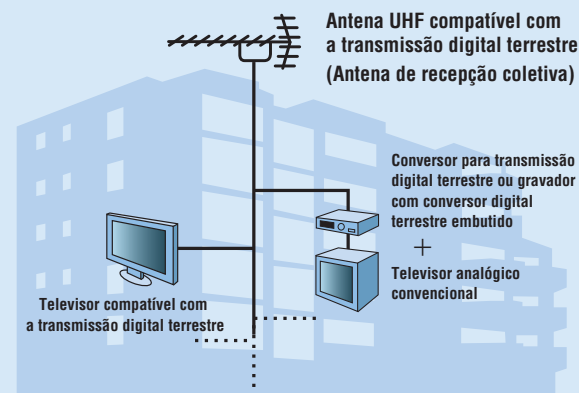 Antena UHF compatível com
a transmissão digital terrestre
(Antena de recepção coletiva)
Conversor para transmissão
digital terrestre ou gravador
com conversor digital
terrestre embutido
+
Televisor analógico
convencional
Televisor compatível com
a transmissão digital terrestre